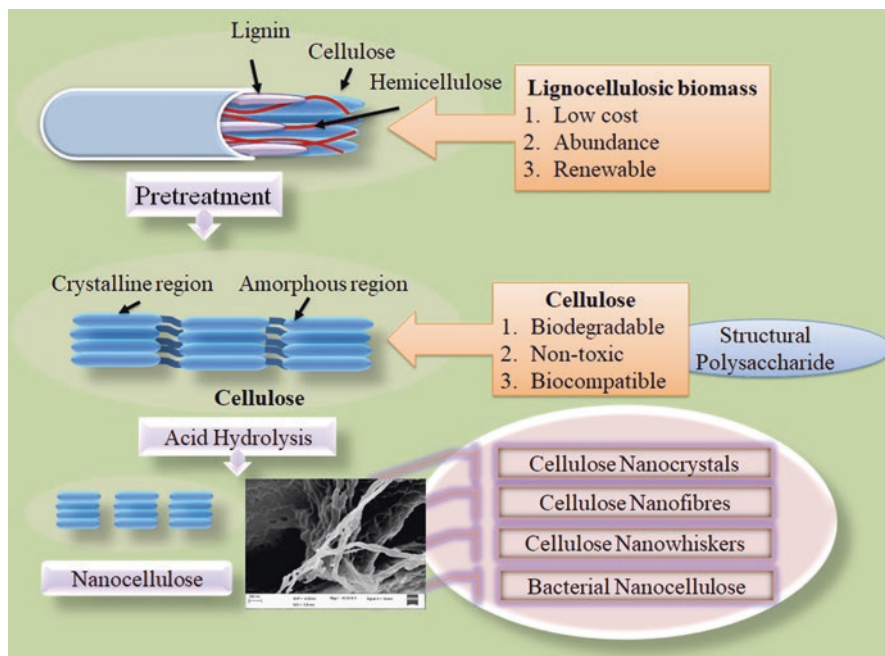 Lignin
Cellulose
Hemicellulose
Lignocellulosic biomass
1. Low cost
2. Abundance
3. Renewable
Pretreatment
Crystalline region
Amorphous region
Cellulose
1. Biodegradable
2. Non-toxic
3. Biocompatible
Structural
Polysaccharide
Cellulose
Acid Hydrolysis
Nanocellulose
Cellulose Nanocrystals
Cellulose Nanofibres
Cellulose Nanowhiskers
Bacterial Nanocellulose